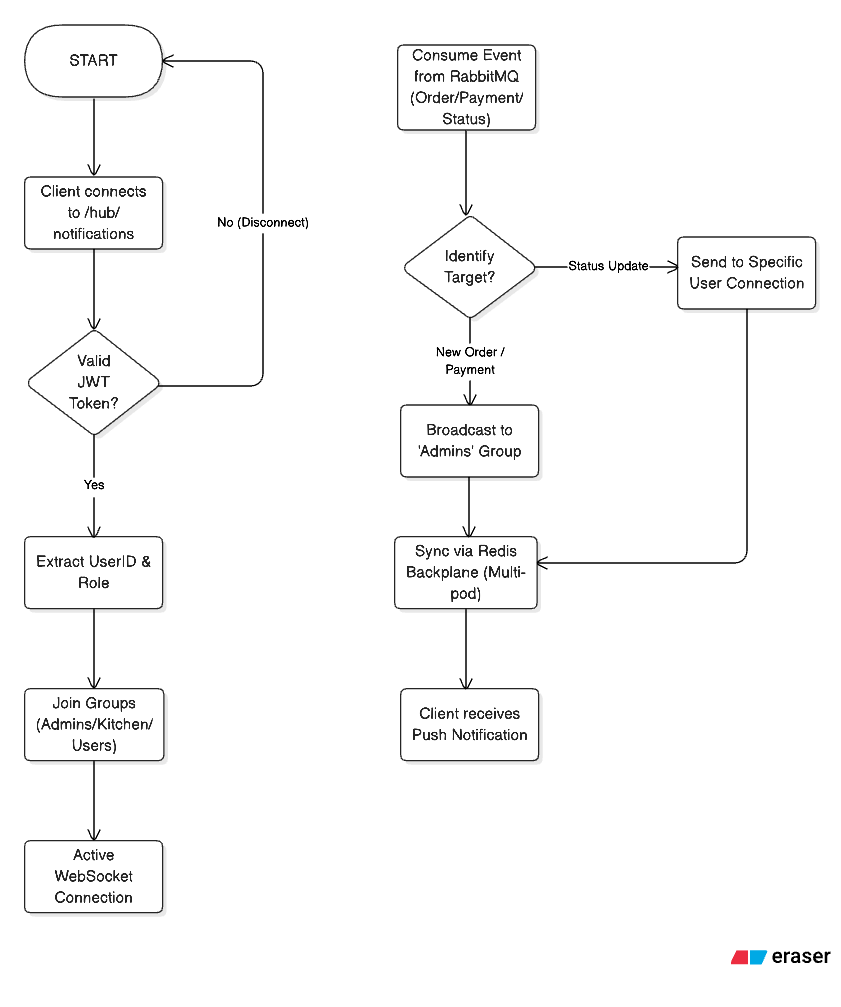 START
Client connects
to /hub/
notifications
No (Disconnect)
Valid
JWT
Token?
Yes
Extract UserID &
Role
Join Groups
(Admins/Kitchen/
Users)
Active
WebSocket
Connection
Consume Event
from RabbitMQ
(Order/Payment/
Status)
Identify
Target?
Status Update
Send to Specific
User Connection
New Order /
Payment
Broadcast to
'Admins' Group
Sync via Redis
Backplane (Multi-
pod)
Client receives
Push Notification
eraser